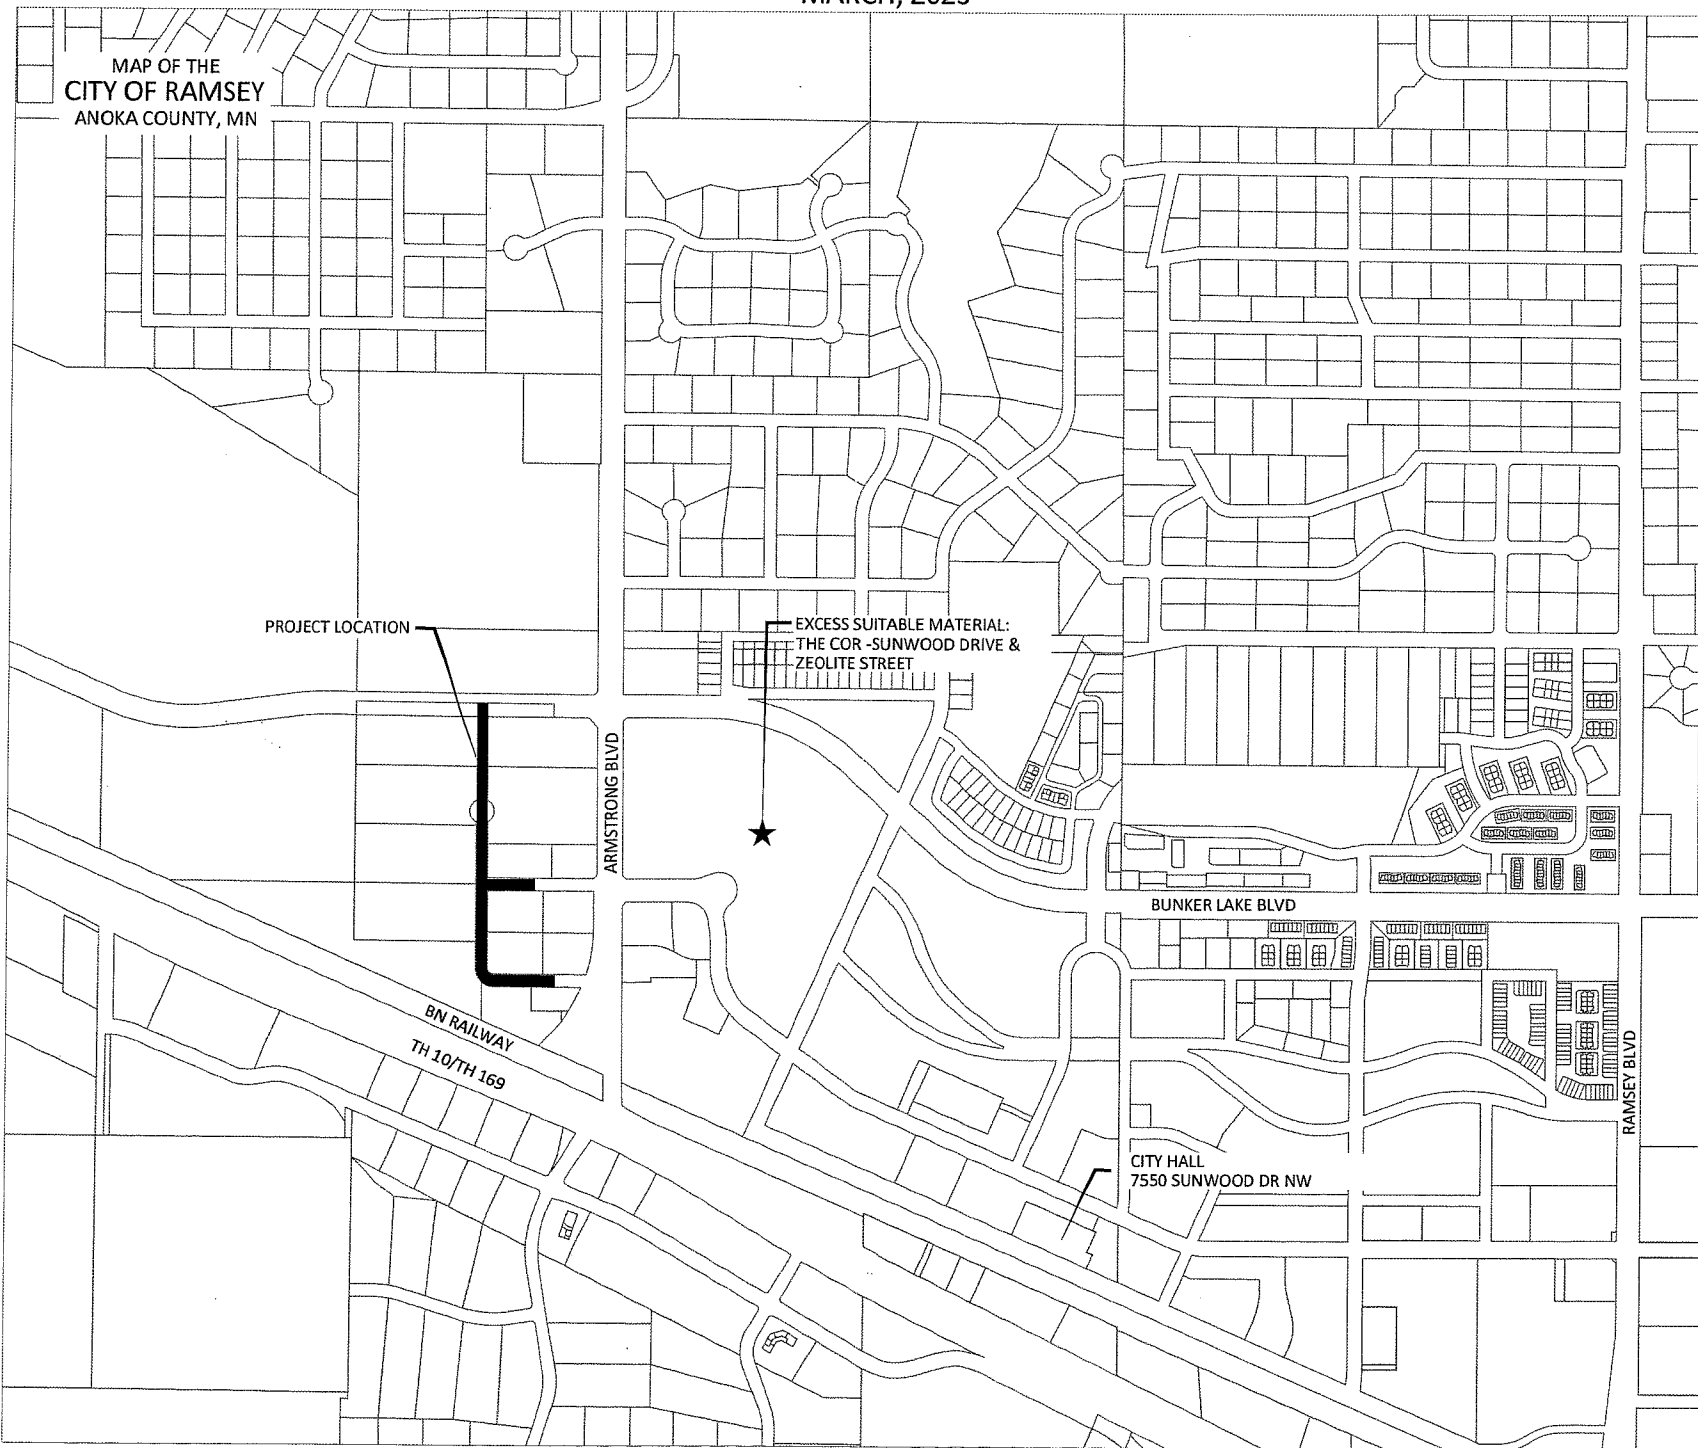 MARCH, 2023
MAP OF THE
CITY OF RAMSEY
ANOKA COUNTY, MN
PROJECT LOCATION
EXCESS SUITABLE MATERIAL:
THE COR -SUNWOOD DRIVE &
ZEOLITE STREET
ARMSTRONG BLVD
BUNKER LAKE BLVD
BN RAILWAY
TH 10/TH 169
RAMSEY BLVD
CITY HALL
7550 SUNWOOD DR NW